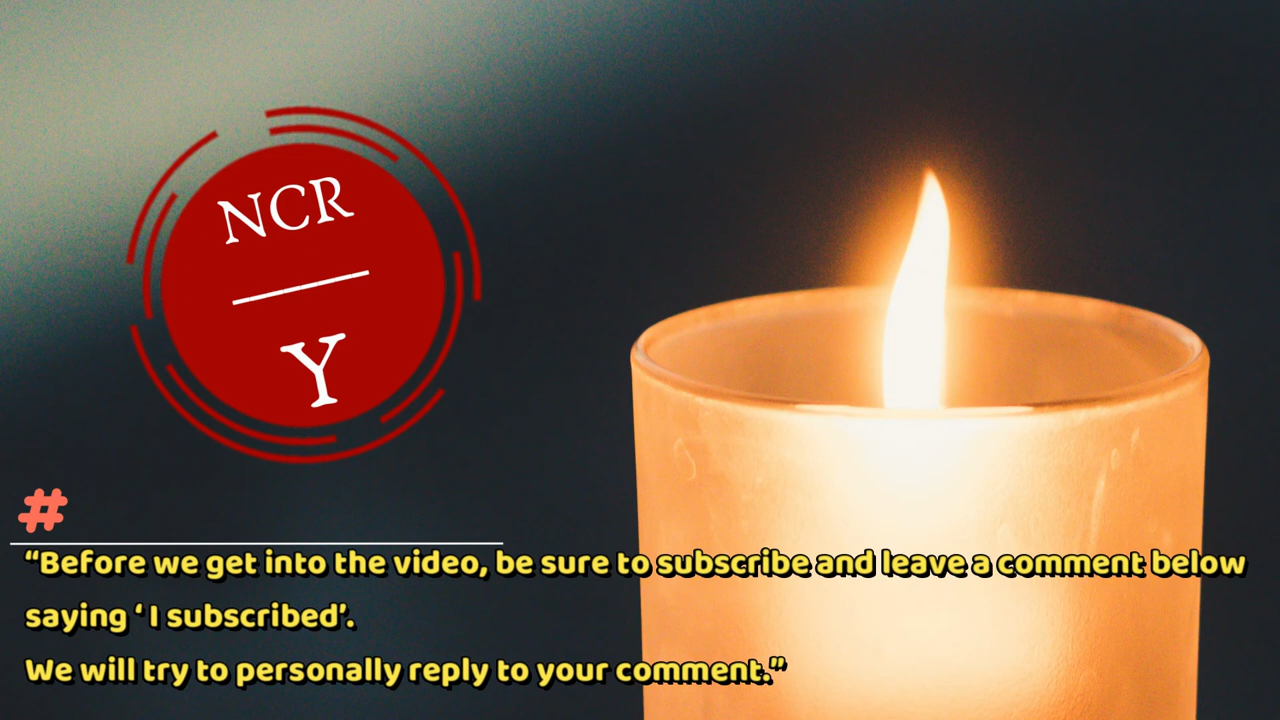 NCR
Y
#
“Before we get into the video, be sure to subscribe and leave a comment below
saying ‘ I subscribed’.
We will try to personally reply to your comment.”